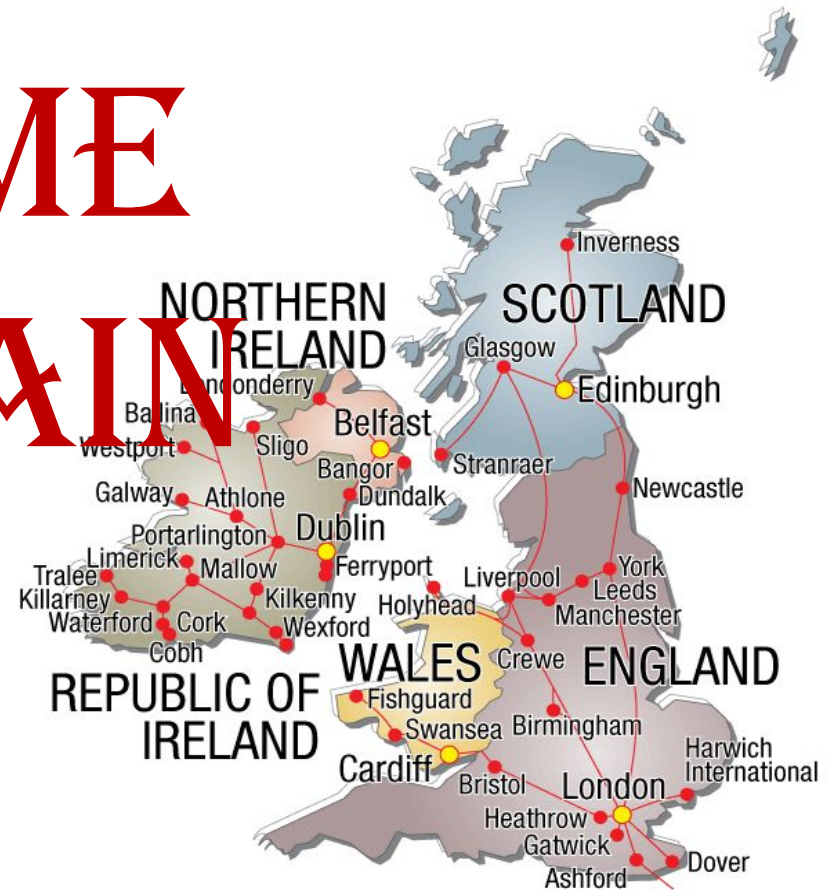 ME
AIN
Inverness
NORTHERN
IRELAND
SCOTLAND
Glasgow
Edinburgh
Londonderry
Ballina
Belfast
Westport
Sligo
Bangor
Stranraer
Galway
Athlone
Dundalk
Newcastle
Portarlington
Dublin
Limerick
Mallow
Ferryport
Tralee
Killarney
Kilkenny
Holyhead
Liverpool
York
Leeds
Manchester
Waterford
Cork
Wexford
Cobh
WALES
Crewe
ENGLAND
REPUBLIC OF
IRELAND
Fishguard
Swansea
Birmingham
Cardiff
Bristol
London
Harwich
International
Heathrow
Gatwick
Ashford
Dover